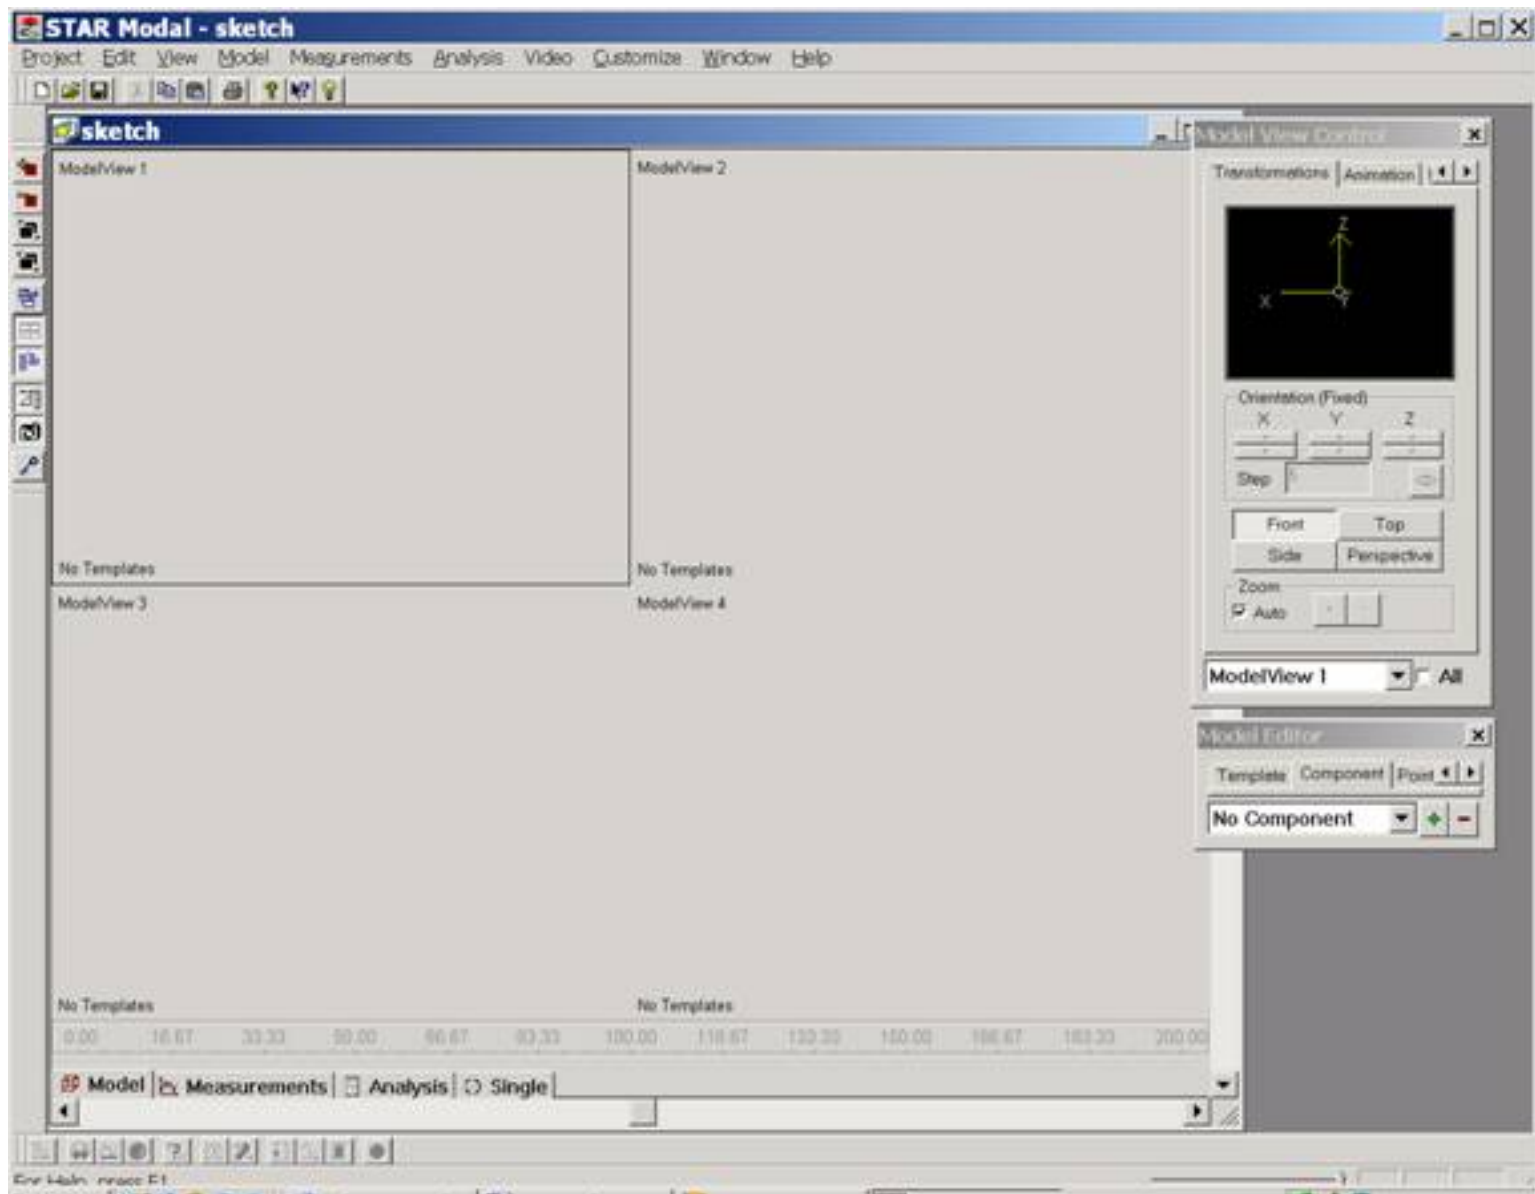 STAR Modal - sketch
Project Edit View Model Measurements Analysis Video Customize Window Help
sketch
ModelView 1
ModelView 2
No Templates
No Templates
ModelView 3
ModelView 4
No Templates
No Templates
0.00 16.67 33.33 50.00 66.67 83.33 100.00 116.67 133.33 150.00 166.67 183.33 200.00
Model Measurements Analysis Single
Model View Control
Transformations Animation
Z
X Y
Orientation (Fixed)
X Y Z
Step
Front Top
Side Perspective
Zoom
Auto
ModelView 1 All
Model Editor
Template Component Point
No Component
For Help, press F1